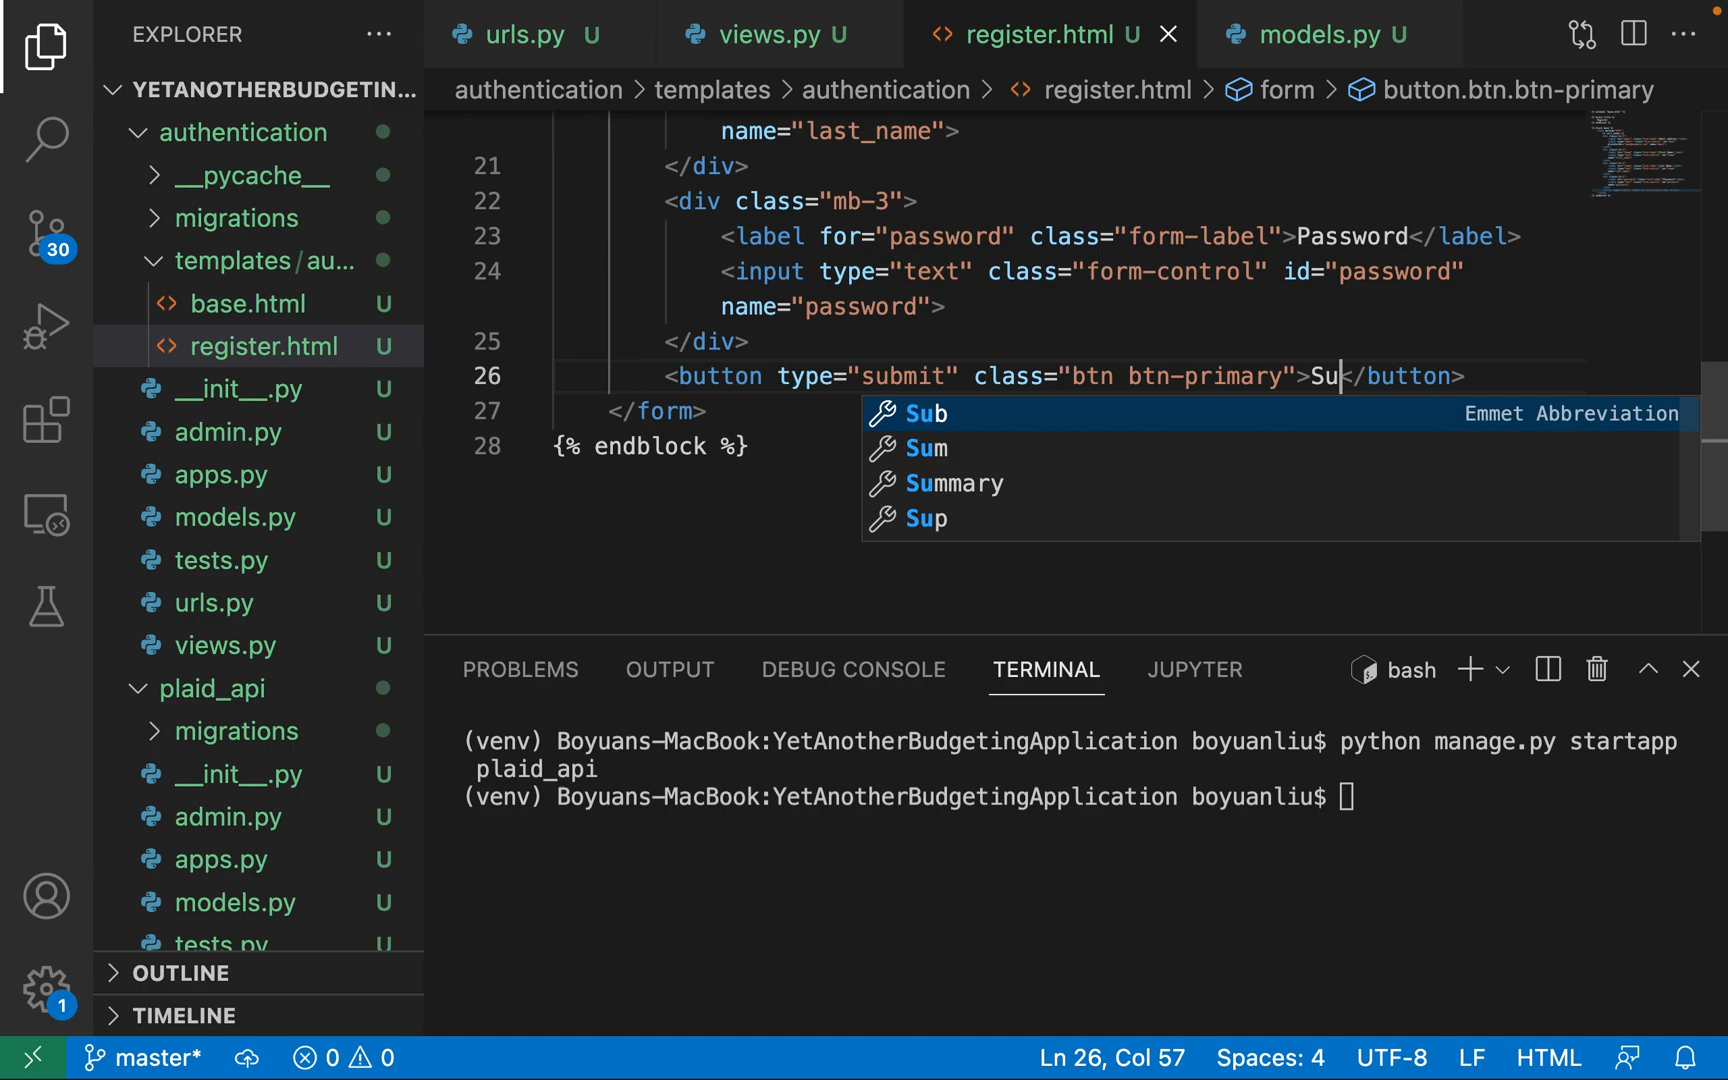 EXPLORER
urls.py U
views.py U
register.html U
models.py U
YETANOTHERBUDGETIN...
authentication > templates > authentication > register.html > form > button.btn.btn-primary
authentication
__pycache__
migrations
templates/au...
base.html U
register.html U
__init__.py U
admin.py U
apps.py U
models.py U
tests.py U
urls.py U
views.py U
plaid_api
migrations
__init__.py U
admin.py U
apps.py U
models.py U
tests.py U
OUTLINE
TIMELINE
30
1
name="last_name">
21 </div>
22 <div class="mb-3">
23 <label for="password" class="form-label">Password</label>
24 <input type="text" class="form-control" id="password"
name="password">
25 </div>
26 <button type="submit" class="btn btn-primary">Su</button>
27 </form>
28 {% endblock %}
Sub Emmet Abbreviation
Sum
Summary
Sup
PROBLEMS OUTPUT DEBUG CONSOLE TERMINAL JUPYTER bash
(venv) Boyuans-MacBook:YetAnotherBudgetingApplication boyuanliu$ python manage.py startapp
plaid_api
(venv) Boyuans-MacBook:YetAnotherBudgetingApplication boyuanliu$
master* 0 0 Ln 26, Col 57 Spaces: 4 UTF-8 LF HTML